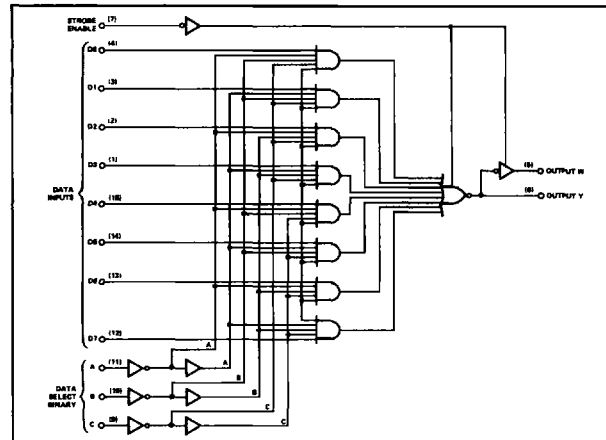 STROBE (7)
ENABLE
D0 (4)
D1 (3)
D2 (2)
D3 (1)
DATA
INPUTS
D4 (15)
D5 (14)
D6 (13)
D7 (12)
(5) OUTPUT W
(6) OUTPUT Y
A
A (11) A
B
DATA
SELECT
BINARY
B (10) B
C
C (9) C